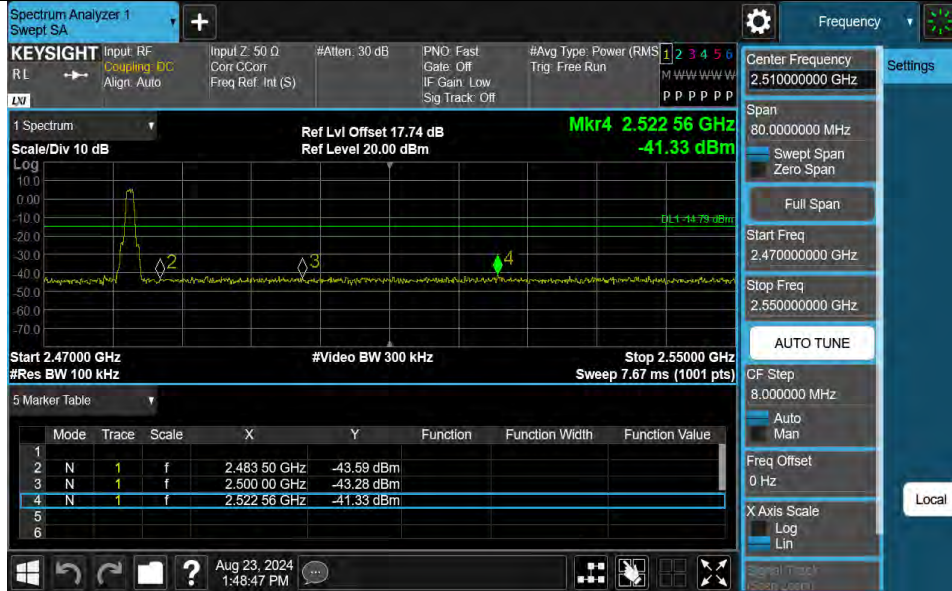 Spectrum Analyzer 1
Swept SA
Frequency
KEYSIGHT Input: RF Input Z: 50 Ω #Atten: 30 dB PNO: Fast #Avg Type: Power (RMS 1 2 3 4 5 6
RL Coupling: DC Corr CCorr Gate: Off Trig: Free Run M W W W W W
Align: Auto Freq Ref: Int (S) IF Gain: Low
LXI Sig Track: Off P P P P P P
1 Spectrum Ref Lvl Offset 17.74 dB Mkr4 2.522 56 GHz
Scale/Div 10 dB Ref Level 20.00 dBm -41.33 dBm
Log
10.0
0.00
-10.0
DL1 -14.79 dBm
-20.0
-30.0
2 3 4
-40.0
-50.0
-60.0
-70.0
Start 2.47000 GHz #Video BW 300 kHz Stop 2.55000 GHz
#Res BW 100 kHz Sweep 7.67 ms (1001 pts)
5 Marker Table
Mode Trace Scale X Y Function Function Width Function Value
1
2 N 1 f 2.483 50 GHz -43.59 dBm
3 N 1 f 2.500 00 GHz -43.28 dBm
4 N 1 f 2.522 56 GHz -41.33 dBm
5
6
Aug 23, 2024
1:48:47 PM
Center Frequency
2.510000000 GHz
Settings
Span
80.0000000 MHz
Swept Span
Zero Span
Full Span
Start Freq
2.470000000 GHz
Stop Freq
2.550000000 GHz
AUTO TUNE
CF Step
8.000000 MHz
Auto
Man
Freq Offset
0 Hz
Local
X Axis Scale
Log
Lin
Signal Track
(Span Zoom)